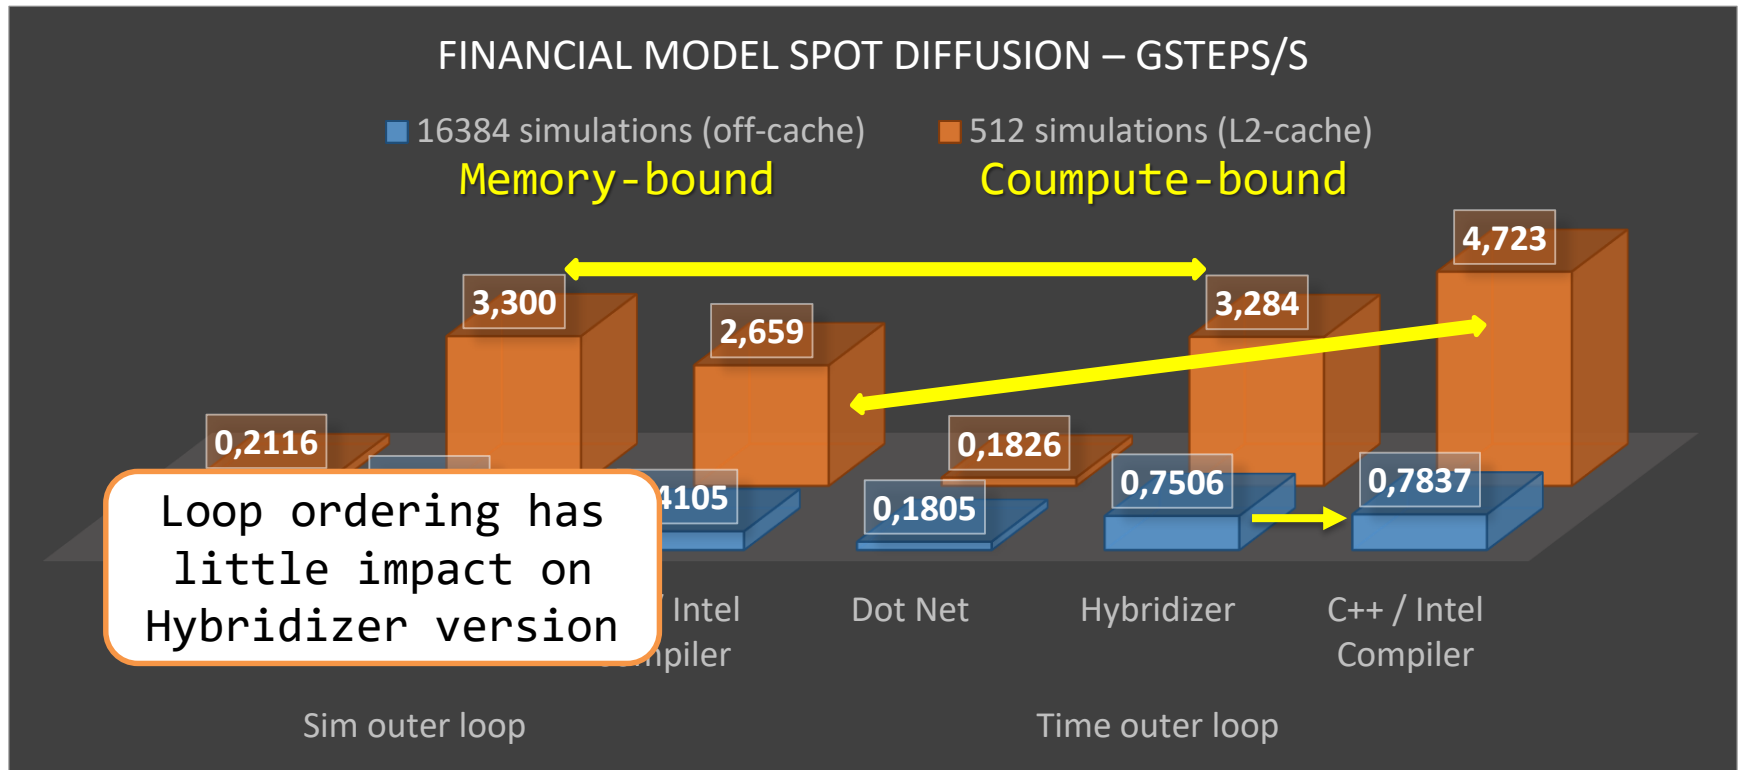 FINANCIAL MODEL SPOT DIFFUSION – GSTEPS/S
16384 simulations (off-cache) 512 simulations (L2-cache)
Memory-bound Coumpute-bound
4,723
3,300 3,284
2,659
0,2116 0,1826
4105 0,1805 0,7506 0,7837
Loop ordering has
little impact on
Hybridizer version
/ Intel Dot Net Hybridizer C++ / Intel
Compiler
Sim outer loop Time outer loop